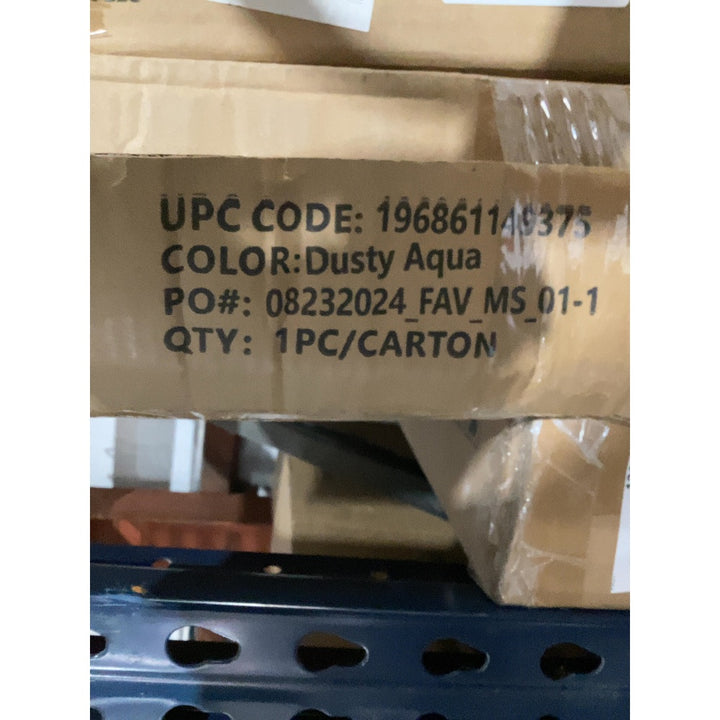 UPC CODE: 196861149375
COLOR:Dusty Aqua
PO#: 08232024_FAV_MS_01-1
QTY: 1PC/CARTON